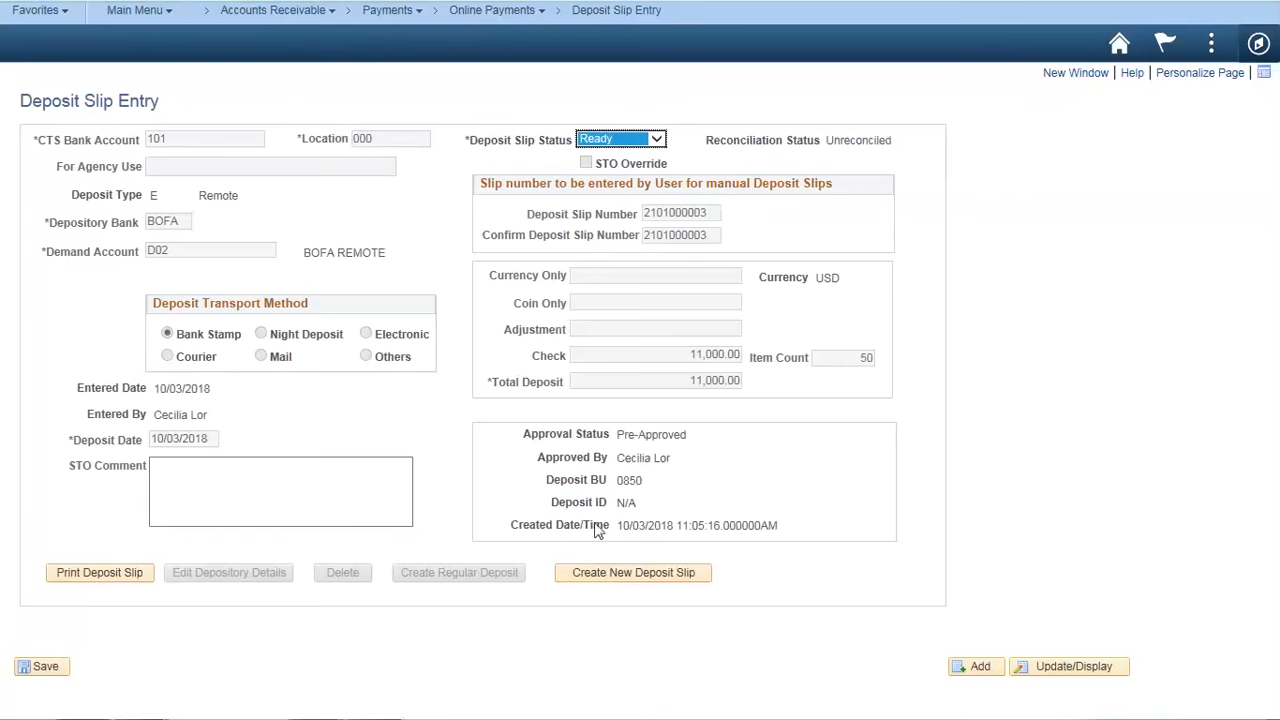 Favorites Main Menu > Accounts Receivable > Payments > Online Payments > Deposit Slip Entry
New Window | Help | Personalize Page |
Deposit Slip Entry
*CTS Bank Account 101 *Location 000
For Agency Use
Deposit Type E Remote
*Depository Bank BOFA
*Demand Account D02 BOFA REMOTE
Deposit Transport Method
Bank Stamp Night Deposit Electronic
Courier Mail Others
Entered Date 10/03/2018
Entered By Cecilia Lor
*Deposit Date 10/03/2018
STO Comment
*Deposit Slip Status Ready Reconciliation Status Unreconciled
STO Override
Slip number to be entered by User for manual Deposit Slips
Deposit Slip Number 2101000003
Confirm Deposit Slip Number 2101000003
Currency Only Currency USD
Coin Only
Adjustment
Check 11,000.00 Item Count 50
*Total Deposit 11,000.00
Approval Status Pre-Approved
Approved By Cecilia Lor
Deposit BU 0850
Deposit ID N/A
Created Date/Time 10/03/2018 11:05:16.000000AM
Print Deposit Slip Edit Depository Details Delete Create Regular Deposit Create New Deposit Slip
Save Add Update/Display